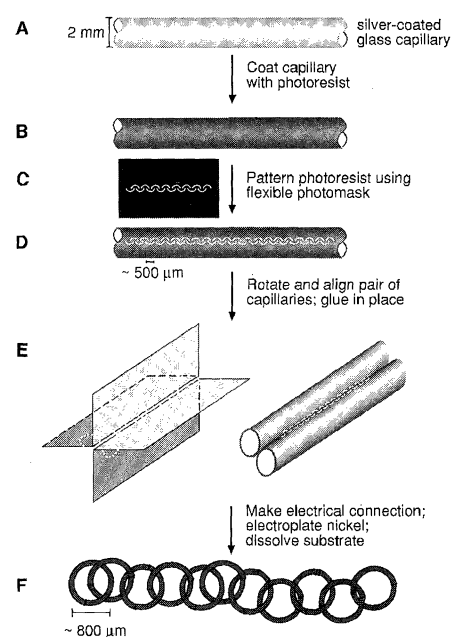 A
2 mm
silver-coated
glass capillary
Coat capillary
with photoresist
B
C
Pattern photoresist using
flexible photomask
D
~ 500 μm
Rotate and align pair of
capillaries; glue in place
E
Make electrical connection;
electroplate nickel;
dissolve substrate
F
~ 800 μm